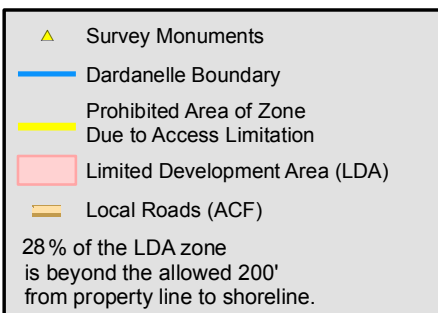 Survey Monuments
Dardanelle Boundary
Prohibited Area of Zone
Due to Access Limitation
Limited Development Area (LDA)
Local Roads (ACF)
28% of the LDA zone
is beyond the allowed 200'
from property line to shoreline.